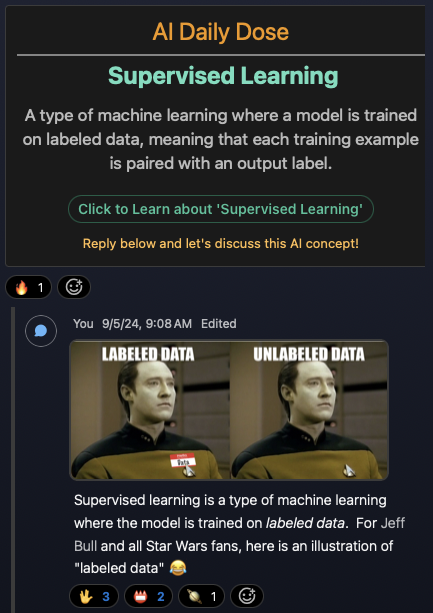 AI Daily Dose
Supervised Learning
A type of machine learning where a model is trained
on labeled data, meaning that each training example
is paired with an output label.
Click to Learn about 'Supervised Learning'
Reply below and let's discuss this AI concept!
1
You 9/5/24, 9:08 AM Edited
LABELED DATA UNLABELED DATA
Data
Supervised learning is a type of machine learning
where the model is trained on labeled data. For Jeff
Bull and all Star Wars fans, here is an illustration of
"labeled data" 😂
3 2 1